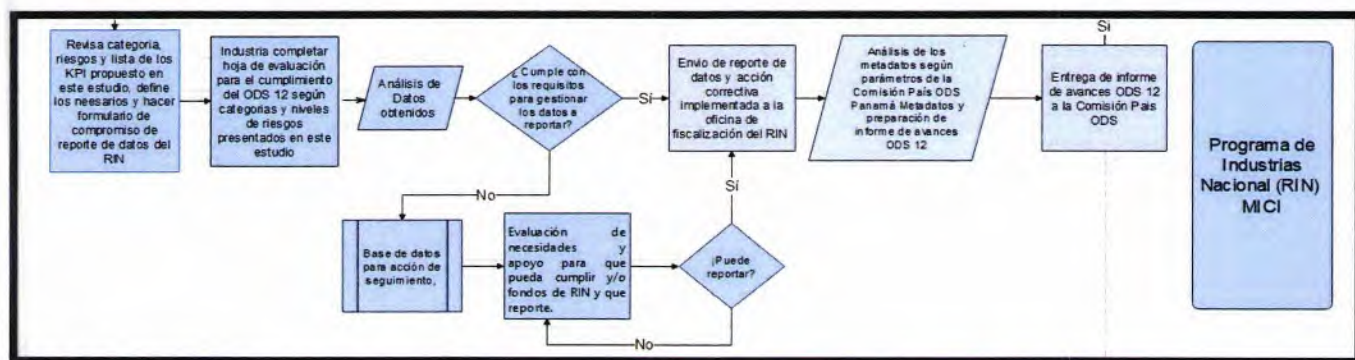 Revisa categoria,
riesgos y lista de los
KPI propuesto en
este estudio, define
los neesarios y hacer
formulario de
compromiso de
reporte de datos del
RIN
Industria completar
hoja de evaluación
para el cumplimiento
del ODS 12 según
categorias y niveles
de riesgos
presentados en este
estudio
Análisis de
Datos
obtenidos
¿Cumple con
los requisitos
para gestionar
los datos a
reportar?
Sí
No
Envio de reporte de
datos y acción
correctiva
implementada a la
oficina de
fiscalización del RIN
Análisis de los
metadatos según
parámetros de la
Comisión País ODS
Panamá Metadatos y
preparación de
informe de avances
ODS 12
Si
Entrega de informe
de avances ODS 12
a la Comisión Pais
ODS
Programa de
Industrias
Nacional (RIN)
MICI
Base de datos
para acción de
seguimiento,
Evaluación de
necesidades y
apoyo para que
pueda cumplir y/o
fondos de RIN y que
reporte.
¡Puede
reportar?
Sí
No